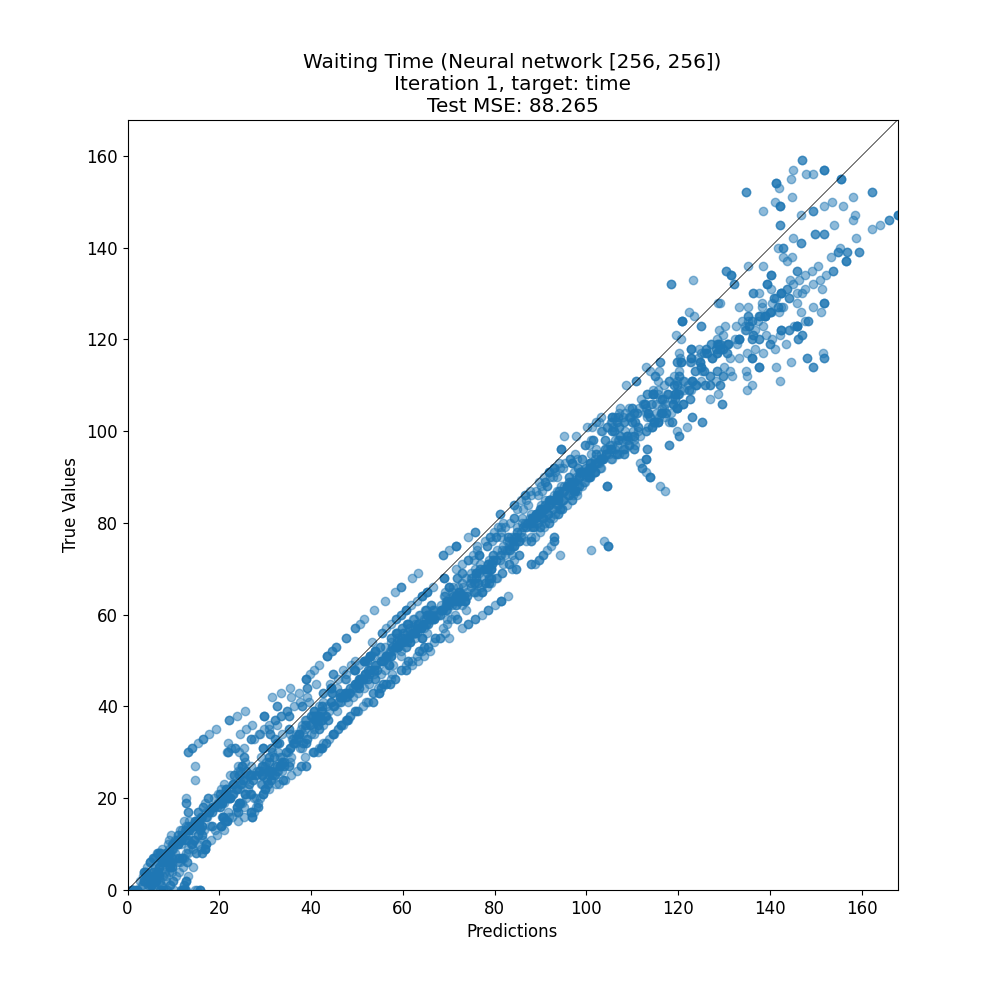 Waiting Time (Neural network [256, 256])
Iteration 1, target: time
Test MSE: 88.265
160
140
120
100
80
60
40
20
0
True Values
0 20 40 60 80 100 120 140 160
Predictions